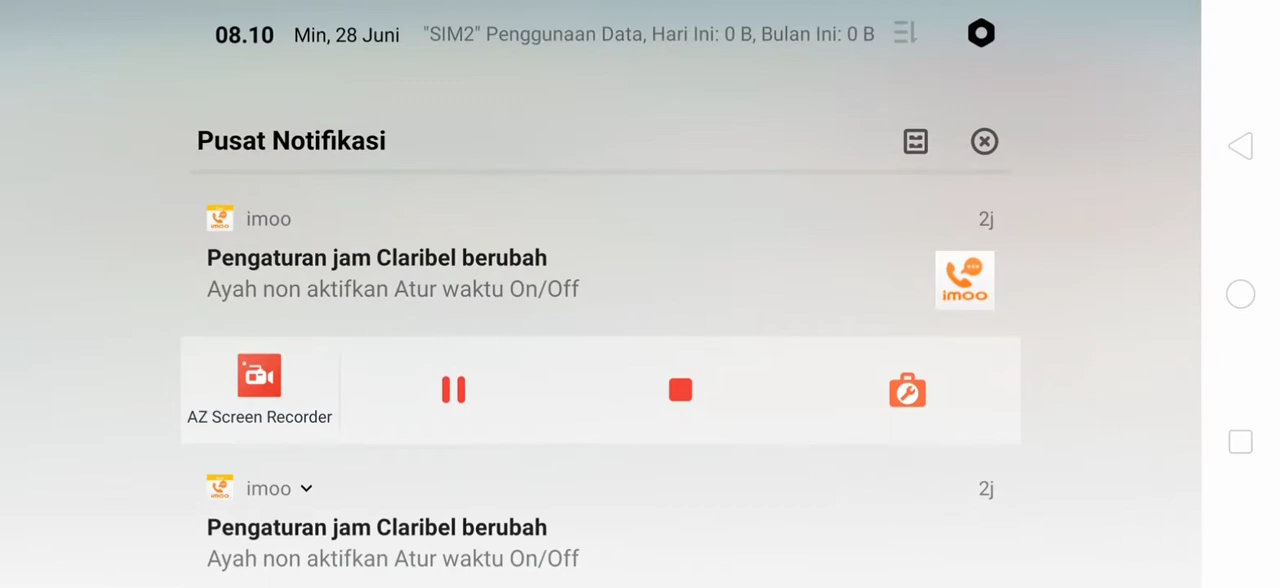 08.10 Min, 28 Juni "SIM2" Penggunaan Data, Hari Ini: 0 B, Bulan Ini: 0 B
Pusat Notifikasi
imoo 2j
Pengaturan jam Claribel berubah
Ayah non aktifkan Atur waktu On/Off
imoo
AZ Screen Recorder
imoo 2j
Pengaturan jam Claribel berubah
Ayah non aktifkan Atur waktu On/Off